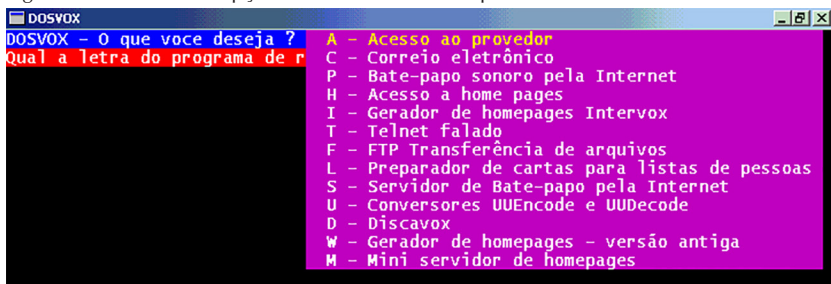 DOSVOX
DOSVOX – O que voce deseja ?
Qual a letra do programa de r
A – Acesso ao provedor
C – Correio eletrônico
P – Bate-papo sonoro pela Internet
H – Acesso a home pages
I – Gerador de homepages Intervox
T – Telnet falado
F – FTP Transferência de arquivos
L – Preparador de cartas para listas de pessoas
S – Servidor de Bate-papo pela Internet
U – Conversores UUEncode e UUDecode
D – Discavox
W – Gerador de homepages – versão antiga
M – Mini servidor de homepages